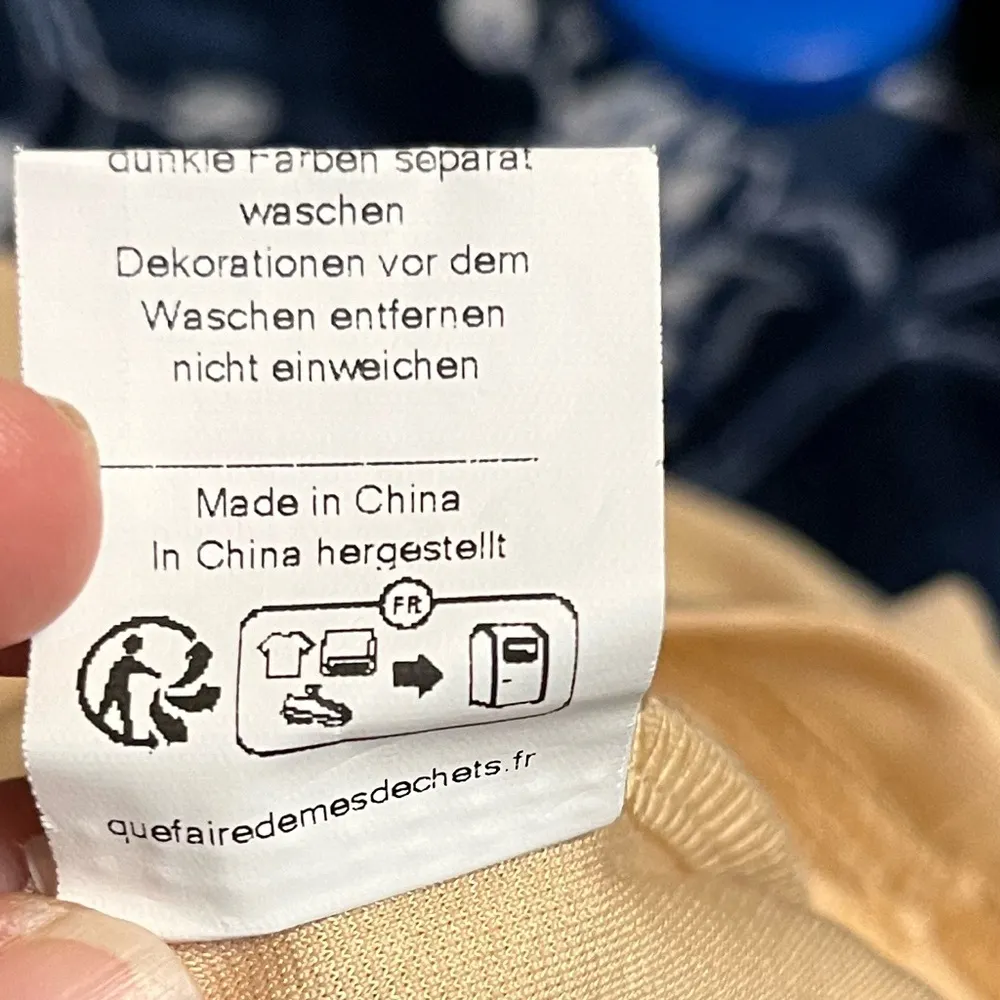 dunkle Farben separat
waschen
Dekorationen vor dem
Waschen entfernen
nicht einweichen
Made in China
In China hergestellt
FR
quefairedemesdechets.fr